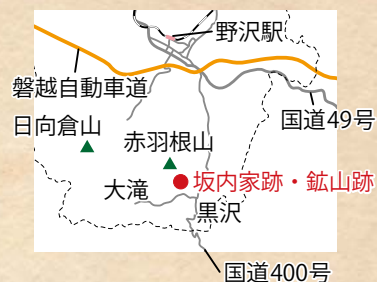 野沢駅
磐越自動車道
国道49号
日向倉山
赤羽根山
坂内家跡・鉱山跡
大滝
黒沢
国道400号